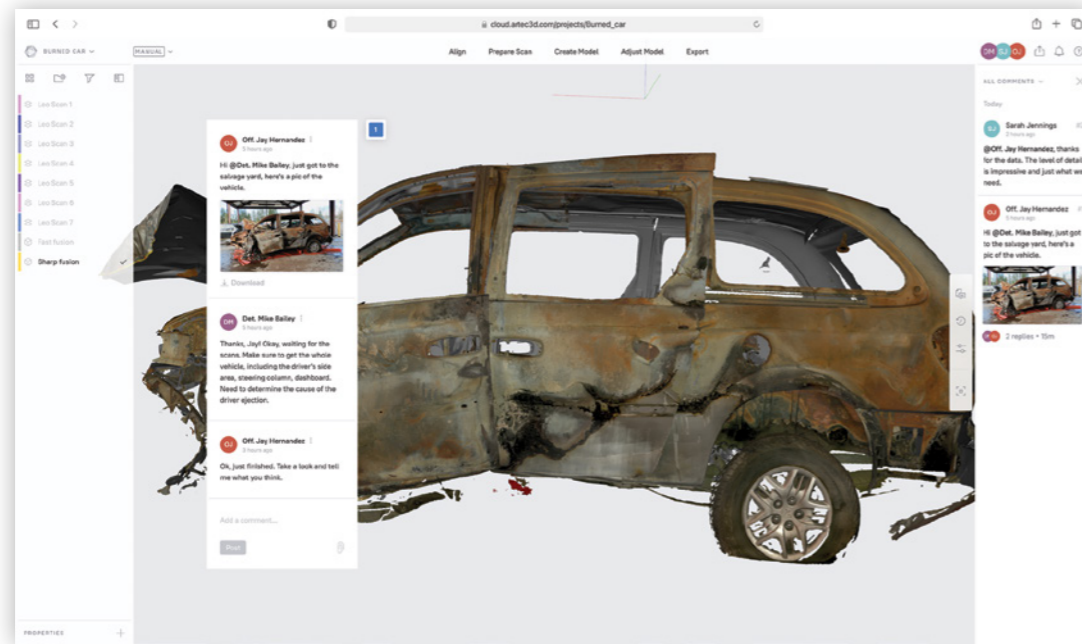 cloud.artec3d.com/projects/Burned_car
BURNED CAR
MANUAL
Align
Prepare Scan
Create Model
Adjust Model
Export
DM
SJ
OJ
Leo Scan 1
Leo Scan 2
Leo Scan 3
Leo Scan 4
Leo Scan 5
Leo Scan 6
Leo Scan 7
Fast fusion
Sharp fusion
PROPERTIES
1
OJ
Off. Jay Hernandez
5 hours ago
Hi @Det. Mike Bailey, just got to the
salvage yard, here's a pic of the
vehicle.
Download
DM
Det. Mike Bailey
5 hours ago
Thanks, Jay! Okay, waiting for the
scans. Make sure to get the whole
vehicle, including the driver's side
area, steering column, dashboard.
Need to determine the cause of the
driver ejection.
OJ
Off. Jay Hernandez
3 hours ago
Ok, just finished. Take a look and tell
me what you think.
Add a comment...
Post
ALL COMMENTS
Today
SJ
Sarah Jennings
2 hours ago
@Off. Jay Hernandez, thanks
for the data. The level of detail
is impressive and just what we
need.
OJ
Off. Jay Hernandez
5 hours ago
Hi @Det. Mike Bailey, just got
to the salvage yard, here's a
pic of the vehicle.
2 replies • 15m